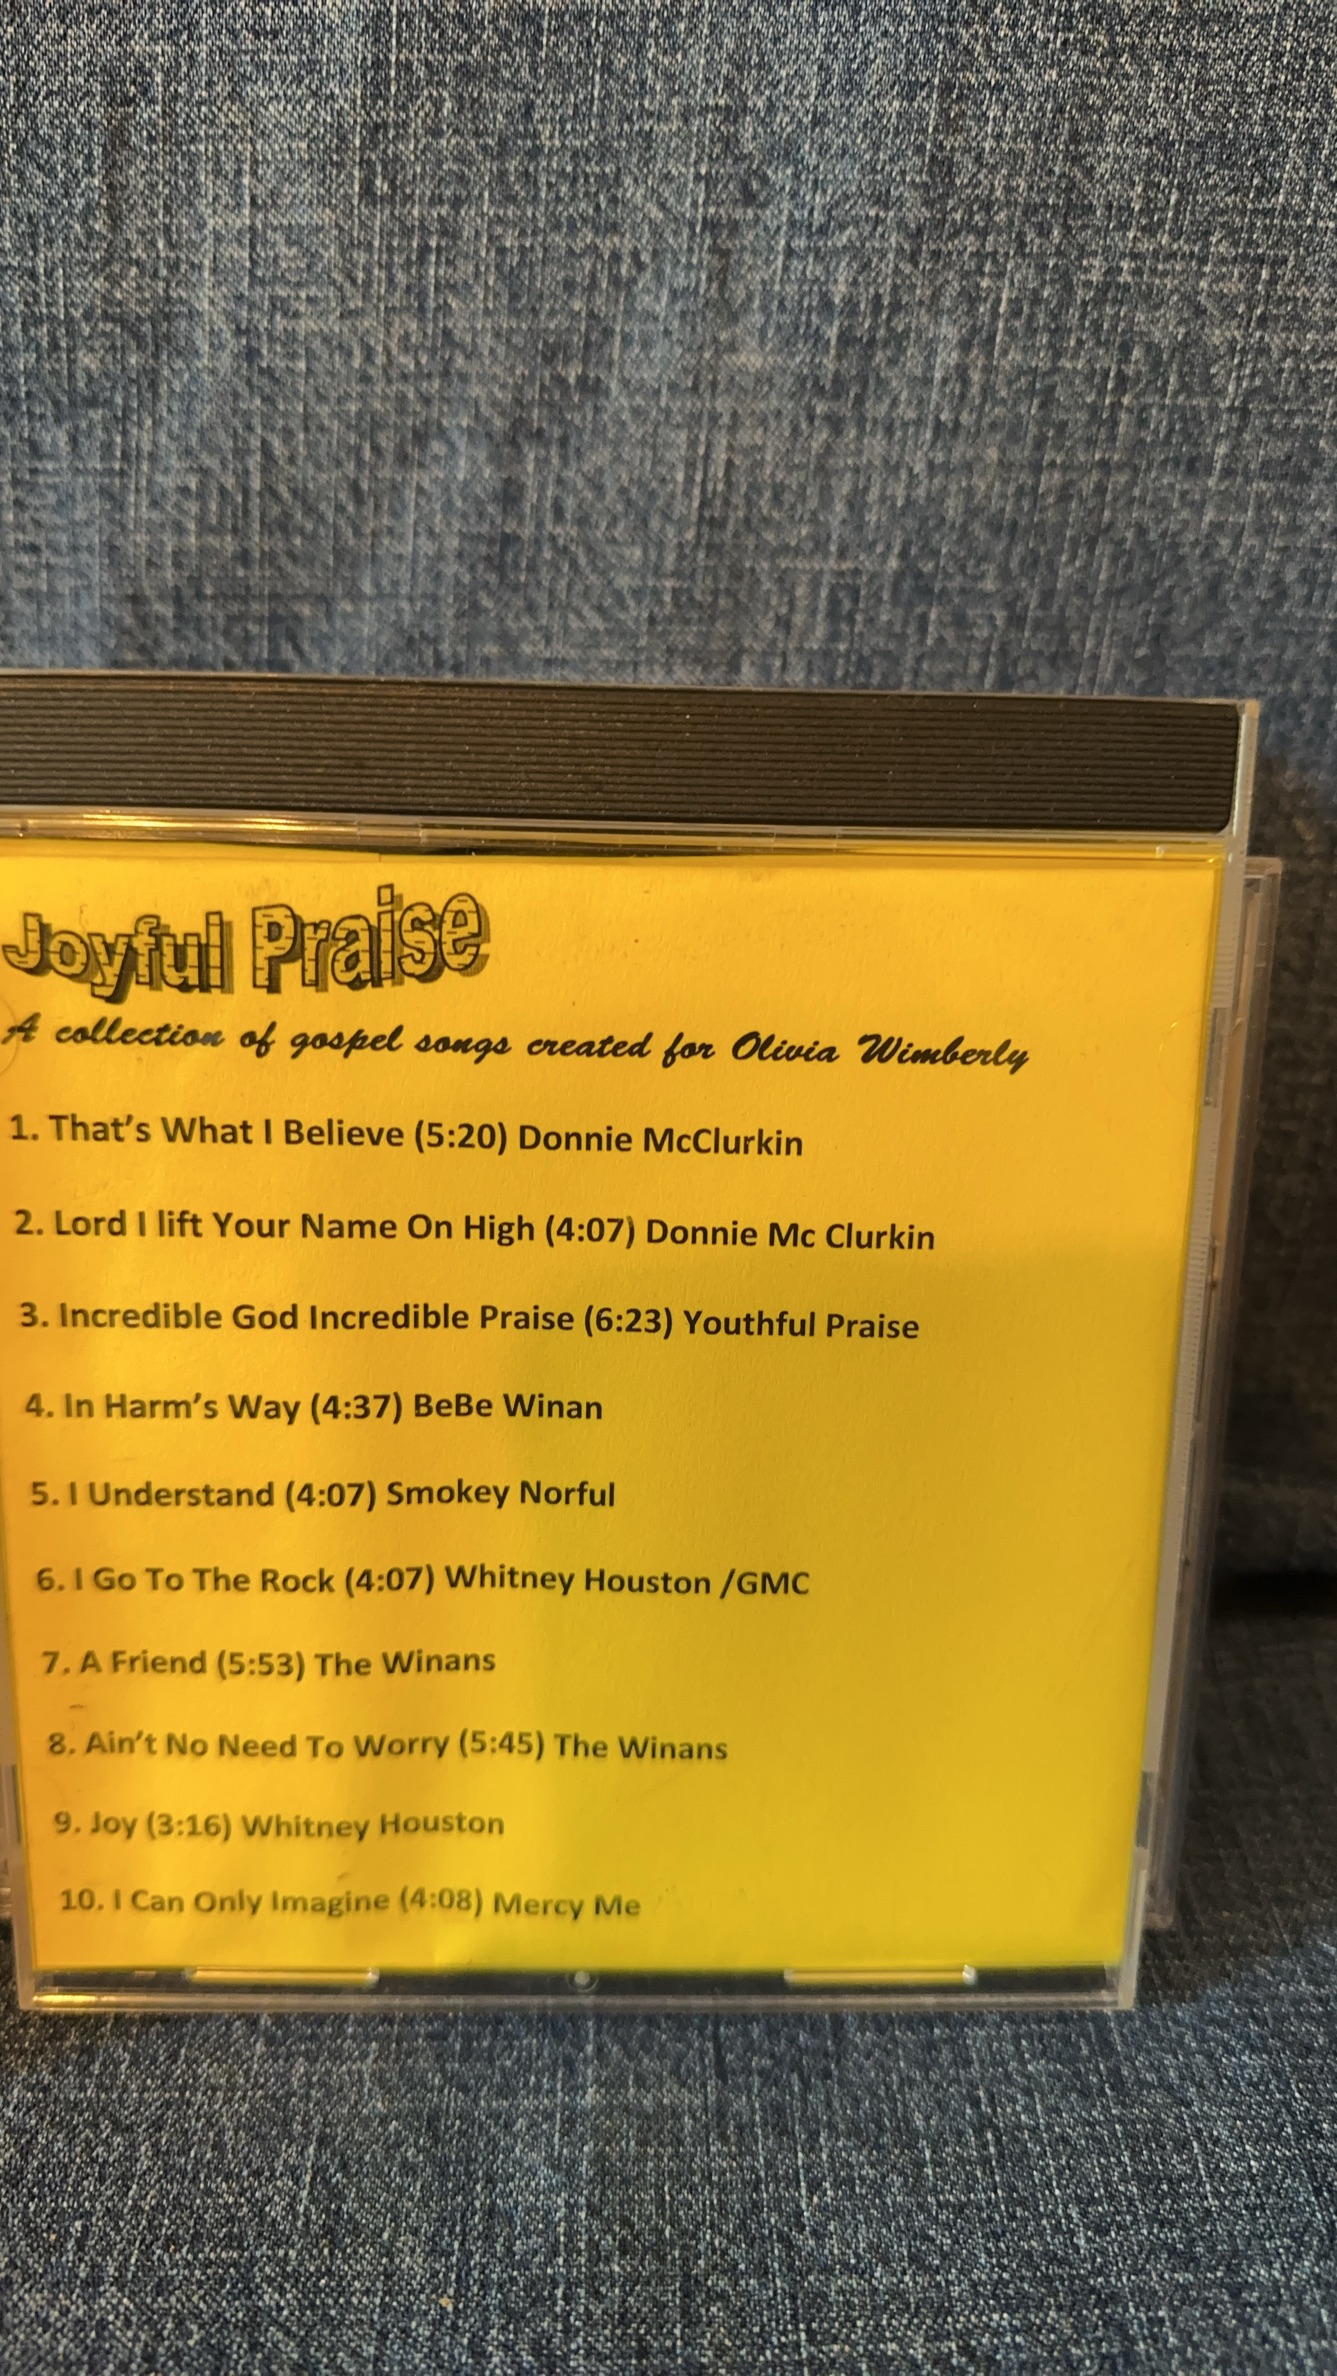 Joyful Praise
A collection of gospel songs created for Olivia Wimberly
1. That's What I Believe (5:20) Donnie McClurkin
2. Lord I lift Your Name On High (4:07) Donnie Mc Clurkin
3. Incredible God Incredible Praise (6:23) Youthful Praise
4. In Harm's Way (4:37) BeBe Winan
5. I Understand (4:07) Smokey Norful
6. I Go To The Rock (4:07) Whitney Houston /GMC
7. A Friend (5:53) The Winans
8. Ain't No Need To Worry (5:45) The Winans
9. Joy (3:16) Whitney Houston
10. I Can Only Imagine (4:08) Mercy Me